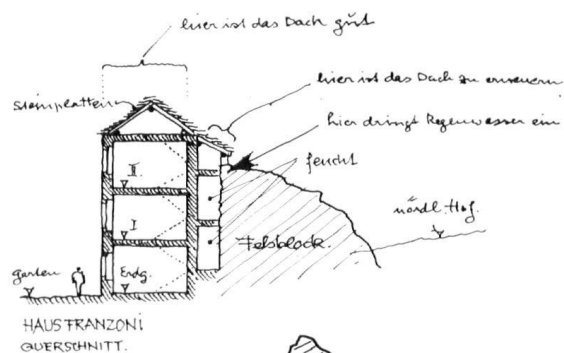 hier ist das Dach gut
hier ist das Dach zu erneuern
Steinplatten
hier dringt Regenwasser ein
feucht
II
nördl. Hof.
I
Felsblock.
garten
Erdg.
HAUS FRANZONI
QUERSCHNITT.